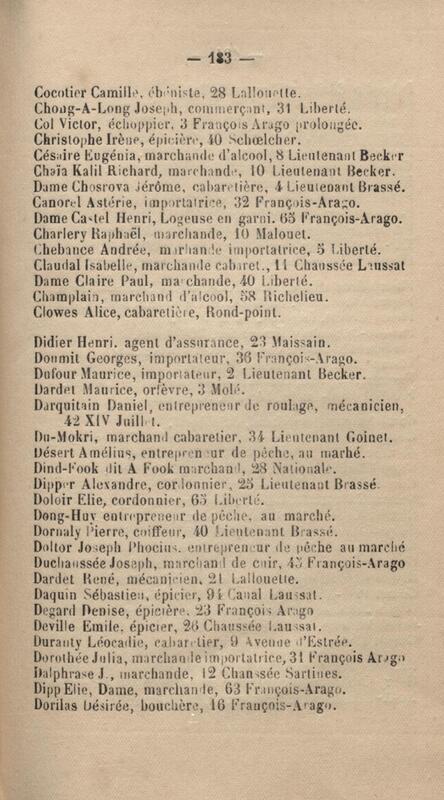 — 183 —
Cocotier Camille, ébéniste, 28 Lallouette.
Chong-A-Long Joseph, commerçant, 31 Liberté.
Col Victor, échoppier, 3 François Arago prolongée.
Christophe Irène, épicière, 40 Schœlcher.
Césaire Eugénia, marchande d'alcool, 8 Lieutenant Becker
Chaïa Kalil Richard, marchande, 10 Lieutenant Becker.
Dame Chosrova Jérôme, cabaretière, 4 Lieutenant Brassé.
Canorel Astérie, importatrice, 32 François-Arago.
Dame Castel Henri, Logeuse en garni. 65 François-Arago.
Charlery Raphaël, marchande, 10 Malouet.
Chebance Andrée, marchande importatrice, 5 Liberté.
Claudal Isabelle, marchande cabaret., 11 Chaussée Laussat
Dame Claire Paul, marchande, 40 Liberté.
Champlain, marchand d'alcool, 58 Richelieu.
Clowes Alice, cabaretière, Rond-point.
Didier Henri. agent d'assurance, 23 Maissain.
Doumit Georges, importateur, 36 François-Arago.
Dufour Maurice, importateur, 2 Lieutenant Becker.
Dardet Maurice, orfèvre, 3 Molé.
Darquitain Daniel, entrepreneur de roulage, mécanicien,
42 XIV Juillet.
Du-Mokri, marchand cabaretier, 34 Lieutenant Goinet.
Désert Amélius, entrepreneur de pêche, au marhé.
Dind-Fook dit A Fook marchand, 28 Nationale.
Dipper Alexandre, cordonnier, 25 Lieutenant Brassé.
Doloir Elie, cordonnier, 65 Liberté.
Dong-Huy entrepreneur de pêche, au marché.
Dornaly Pierre, coiffeur, 40 Lieutenant Brassé.
Doltor Joseph Phocius. entrepreneur de pêche au marché
Duchaussée Joseph, marchand de cuir, 45 François-Arago
Dardet René, mécanicien, 21 Lallouette.
Daquin Sébastien, épicier, 94 Canal Laussat.
Degard Denise, épicière, 23 François Arago
Deville Emile, épicier, 26 Chaussée Laussat.
Duranty Léocadie, cabaretier, 9 Avenue d'Estrée.
Dorothée Julia, marchande importatrice, 31 François Arago
Dalphrase J., marchande, 12 Chaussée Sartines.
Dipp Elie, Dame, marchande, 63 François-Arago.
Dorilas Désirée, bouchère, 16 François-Arago.